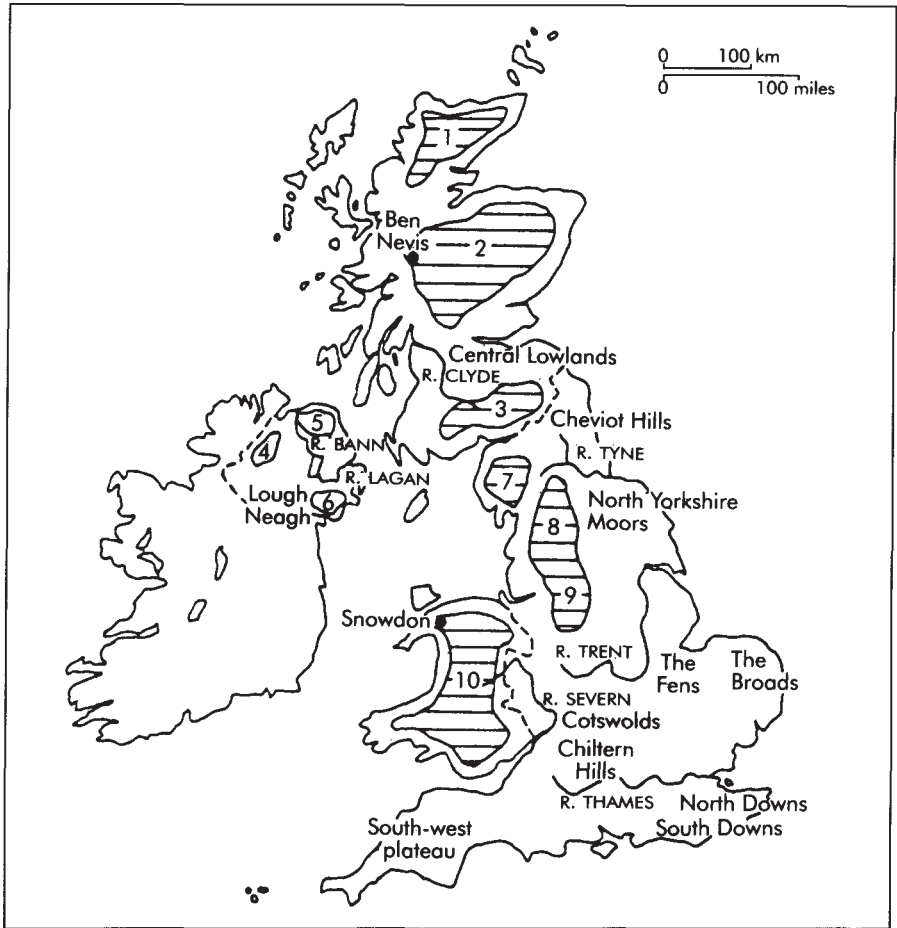 0 100 km
0 100 miles
1
Ben
Nevis
2
Central Lowlands
R. CLYDE
3
Cheviot Hills
5
R. BANN
4
R. TYNE
R. LAGAN
7
Lough
Neagh
6
North Yorkshire
Moors
8
9
Snowdon
R. TRENT
The
Fens
The
Broads
10
R. SEVERN
Cotswolds
Chiltern
Hills
R. THAMES
North Downs
South Downs
South-west
plateau